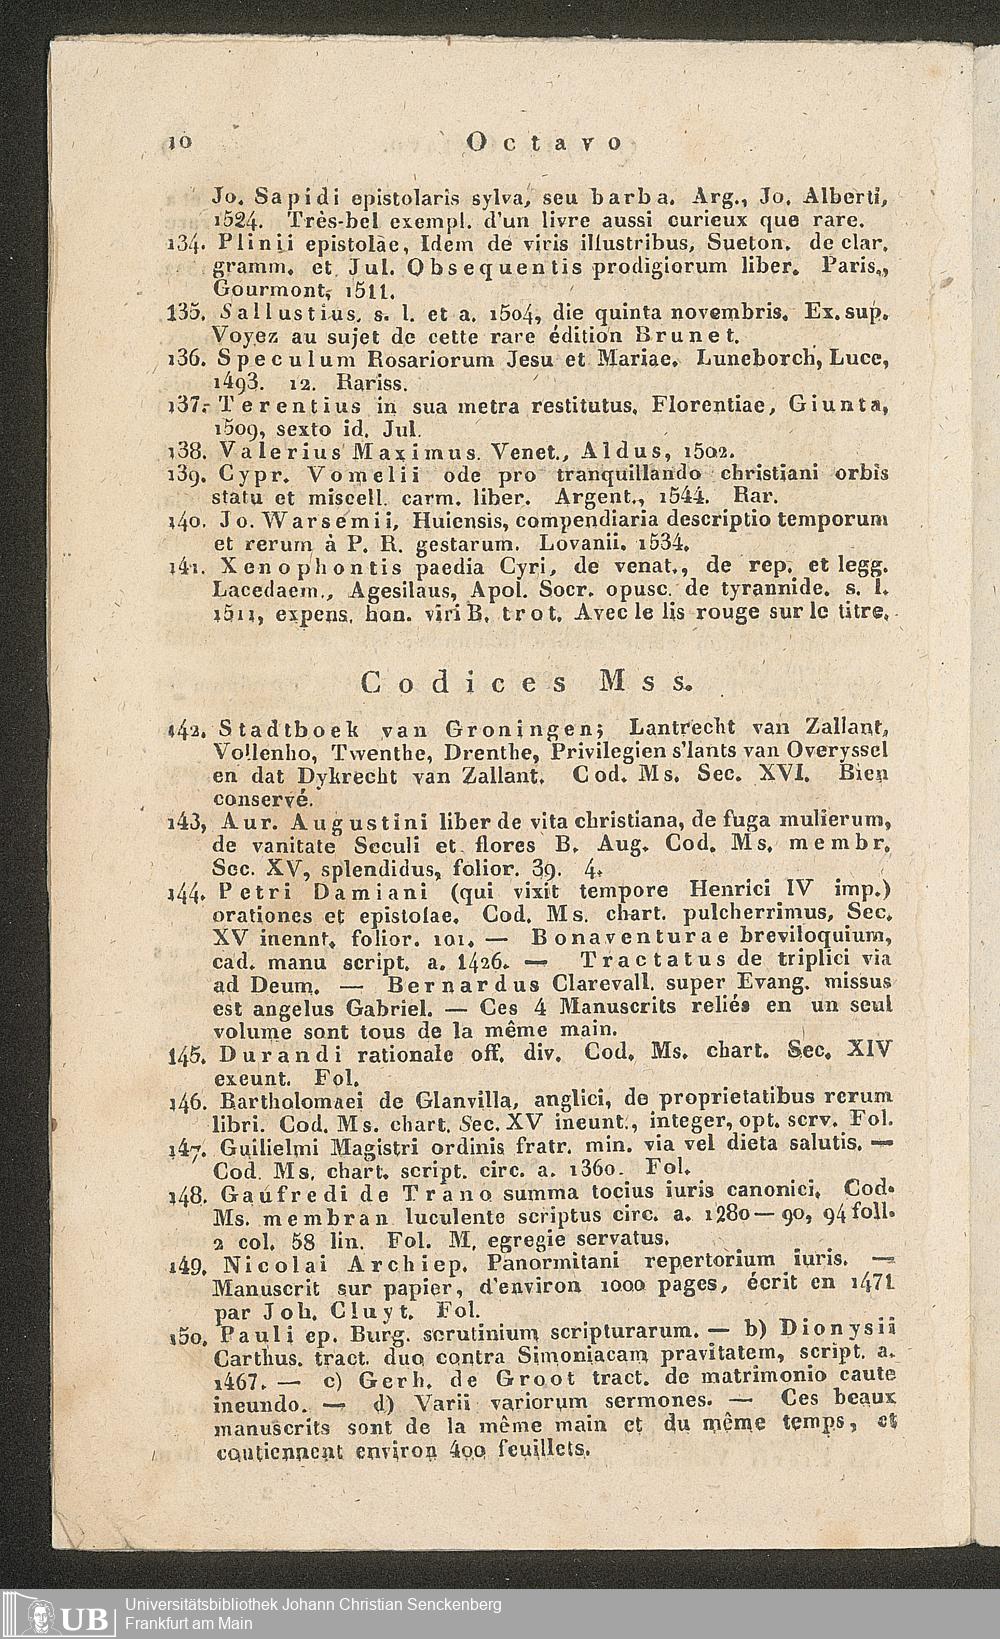 10 Octavo
Jo. Sapidi epistolaris sylva, seu barba. Arg., Jo. Alberti,
1524. Très-bel exempl. d'un livre aussi curieux que rare.
134. Plinii epistolae, Idem de viris illustribus, Sueton. de clar.
gramm. et Jul. Obsequentis prodigiorum liber. Paris.,
Gourmont, 1511.
135. Sallustius. s. l. et a. 1504, die quinta novembris. Ex. sup.
Voyez au sujet de cette rare édition Brunet.
136. Speculum Rosariorum Jesu et Mariae. Luneborch, Luce,
1493. 12. Rariss.
137. Terentius in sua metra restitutus. Florentiae, Giunta,
1509, sexto id. Jul.
138. Valerius Maximus. Venet., Aldus, 1502.
139. Cypr. Vomelii ode pro tranquillando christiani orbis
statu et miscell. carm. liber. Argent., 1544. Rar.
140. Jo. Warsemii, Huiensis, compendiaria descriptio temporum
et rerum à P. R. gestarum. Lovanii. 1534.
141. Xenophontis paedia Cyri, de venat., de rep. et legg.
Lacedaem., Agesilaus, Apol. Socr. opusc. de tyrannide. s. l.
1511, expens. hon. viri B. trot. Avec le lis rouge sur le titre.
Codices Mss.
142. Stadtboek van Groningen; Lantrecht van Zallant,
Vollenho, Twenthe, Drenthe, Privilegien s'lants van Overyssel
en dat Dykrecht van Zallant. Cod. Ms. Sec. XVI. Bien
conservé.
143, Aur. Augustini liber de vita christiana, de fuga mulierum,
de vanitate Seculi et flores B. Aug. Cod. Ms. membr.
Sec. XV, splendidus, folior. 39. 4.
144. Petri Damiani (qui vixit tempore Henrici IV imp.)
orationes et epistolae. Cod. Ms. chart. pulcherrimus, Sec.
XV inennt. folior. 101. — Bonaventurae breviloquium,
cad. manu script. a. 1426. — Tractatus de triplici via
ad Deum. — Bernardus Clarevall. super Evang. missus
est angelus Gabriel. — Ces 4 Manuscrits reliés en un seul
volume sont tous de la même main.
145. Durandi rationale off. div. Cod. Ms. chart. Sec. XIV
exeunt. Fol.
146. Bartholomaei de Glanvilla, anglici, de proprietatibus rerum
libri. Cod. Ms. chart. Sec. XV ineunt., integer, opt. serv. Fol.
147. Guilielmi Magistri ordinis fratr. min. via vel dieta salutis. —
Cod. Ms. chart. script. circ. a. 1360. Fol.
148. Gaufredi de Trano summa tocius iuris canonici. Cod.
Ms. membran luculente scriptus circ. a. 1280—90, 94 foll.
2 col. 58 lin. Fol. M. egregie servatus.
149. Nicolai Archiep. Panormitani repertorium iuris. —
Manuscrit sur papier, d'environ 1000 pages, écrit en 1471
par Joh. Cluyt. Fol.
150. Pauli ep. Burg. scrutinium scripturarum. — b) Dionysii
Carthus. tract. duo contra Simoniacam pravitatem, script. a.
1467. — c) Gerh. de Groot tract. de matrimonio caute
ineundo. — d) Varii variorum sermones. — Ces beaux
manuscrits sont de la même main et du même temps, et
contiennent environ 400 feuillets.
UB Universitätsbibliothek Johann Christian Senckenberg
Frankfurt am Main